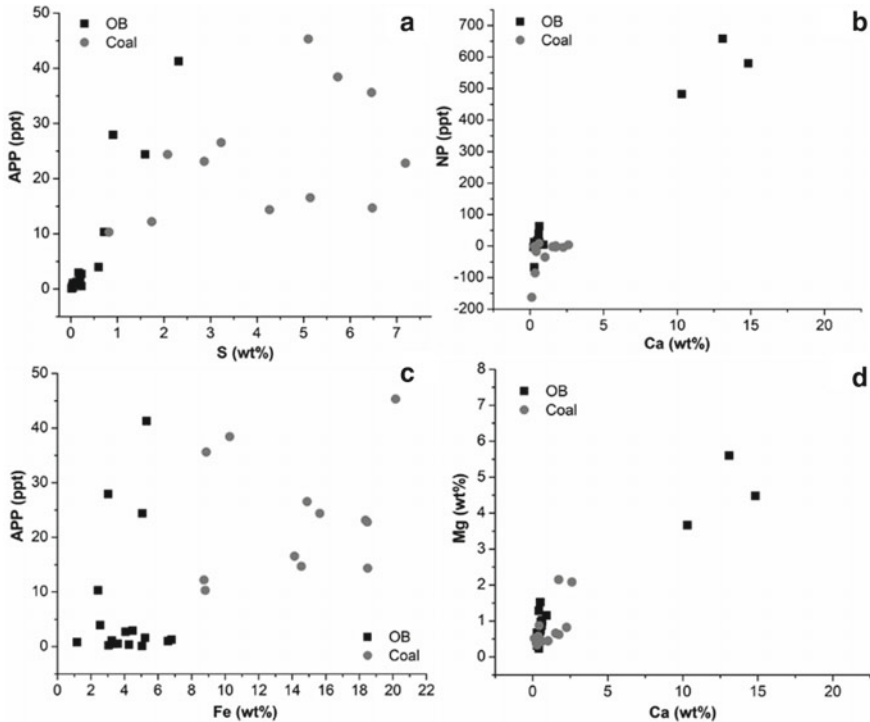 a
OB
Coal
APP (ppt)
50
40
30
20
10
0
0 1 2 3 4 5 6 7
S (wt%)
b
OB
Coal
NP (ppt)
700
600
500
400
300
200
100
0
-100
-200
0 5 10 15 20
Ca (wt%)
c
APP (ppt)
50
40
30
20
10
0
OB
Coal
0 2 4 6 8 10 12 14 16 18 20 22
Fe (wt%)
d
OB
Coal
Mg (wt%)
8
7
6
5
4
3
2
1
0
0 5 10 15 20
Ca (wt%)